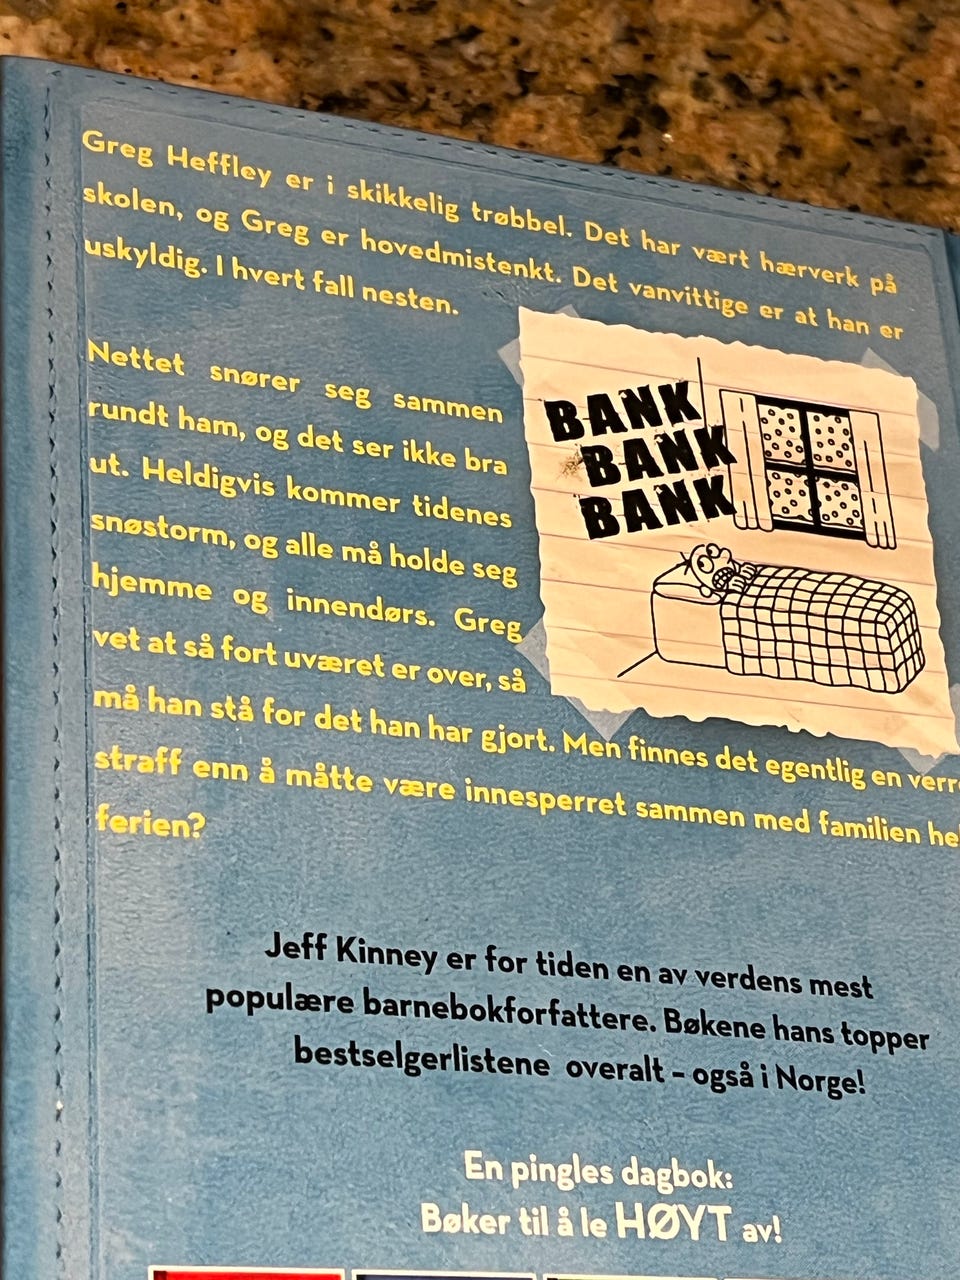 Greg Heffley er i skikkelig trøbbel. Det har vært hærverk på
skolen, og Greg er hovedmistenkt. Det vanvittige er at han er
uskyldig. I hvert fall nesten.
Nettet snører seg sammen
rundt ham, og det ser ikke bra
ut. Heldigvis kommer tidenes
snøstorm, og alle må holde seg
hjemme og innendørs. Greg
vet at så fort uværet er over, så
må han stå for det han har gjort. Men finnes det egentlig en
straff enn å måtte være innesperret sammen med familien
ferien?
BANK
BANK
BANK
Jeff Kinney er for tiden en av verdens mest
populære barnebokforfattere. Bøkene hans topper
bestselgerlistene overalt – også i Norge!
En pingles dagbok:
Bøker til å le HØYT av!